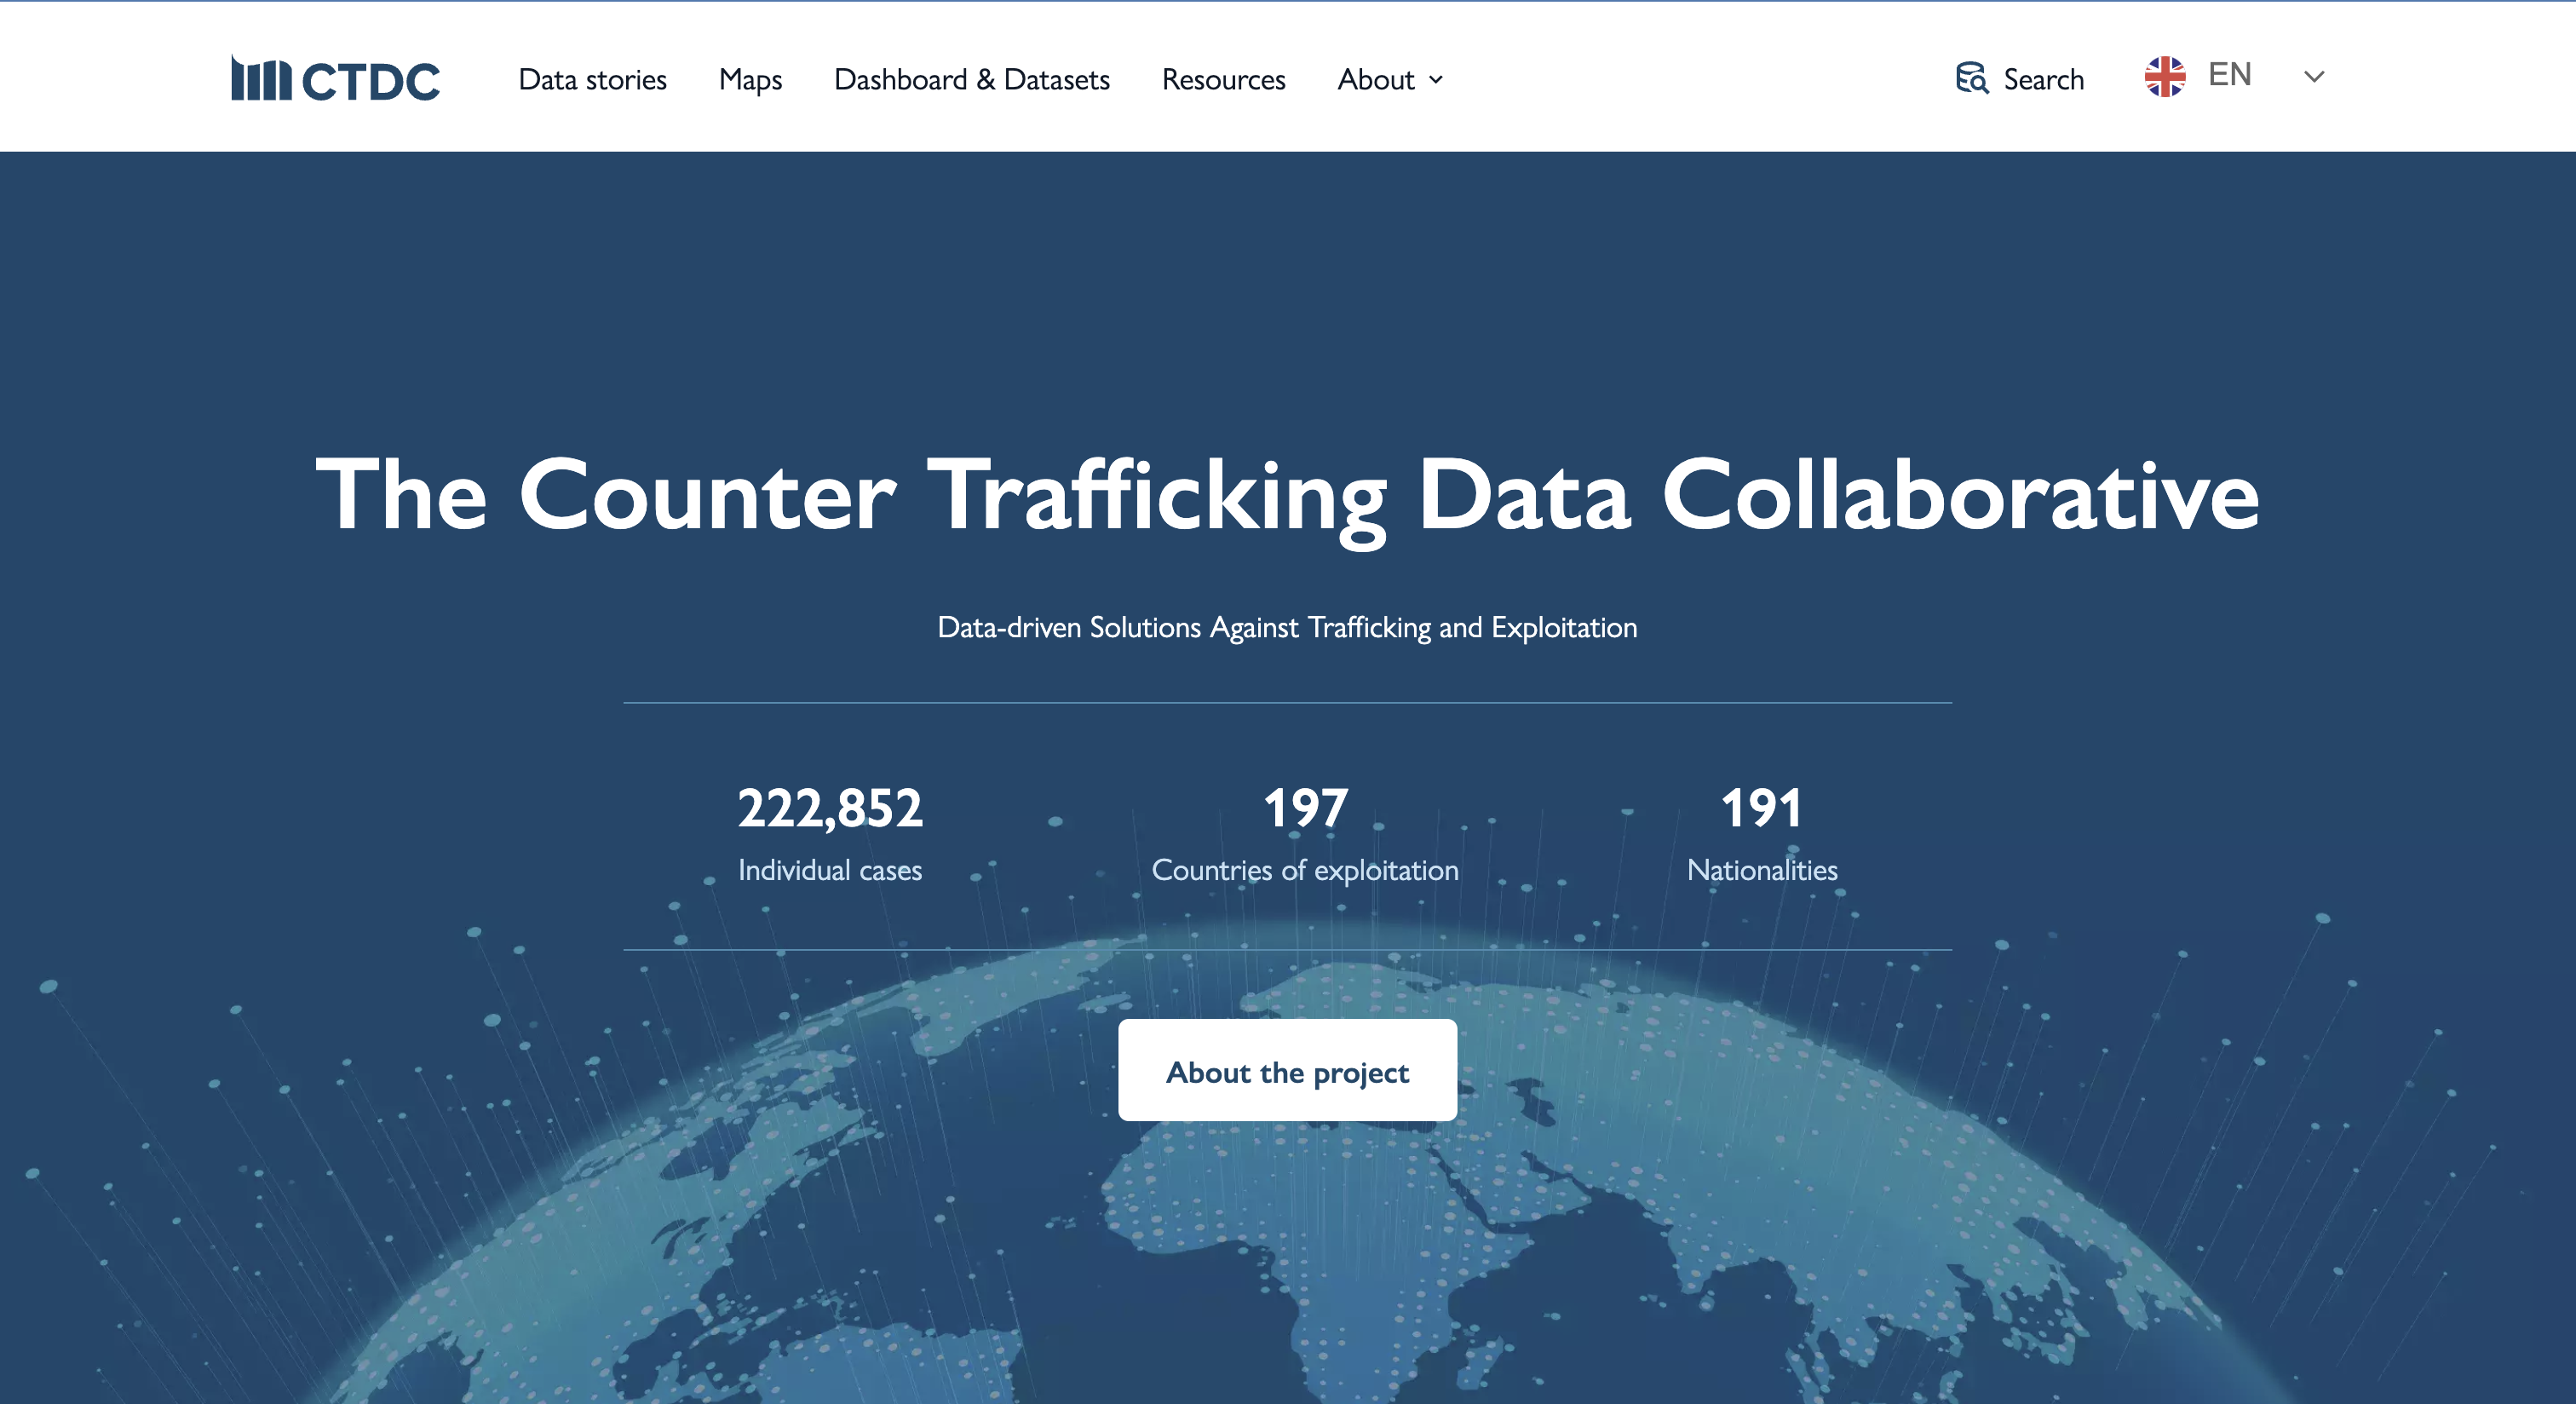 CTDC
Data stories
Maps
Dashboard & Datasets
Resources
About
Search
EN
The Counter Trafficking Data Collaborative
Data-driven Solutions Against Trafficking and Exploitation
222,852
Individual cases
197
Countries of exploitation
191
Nationalities
About the project